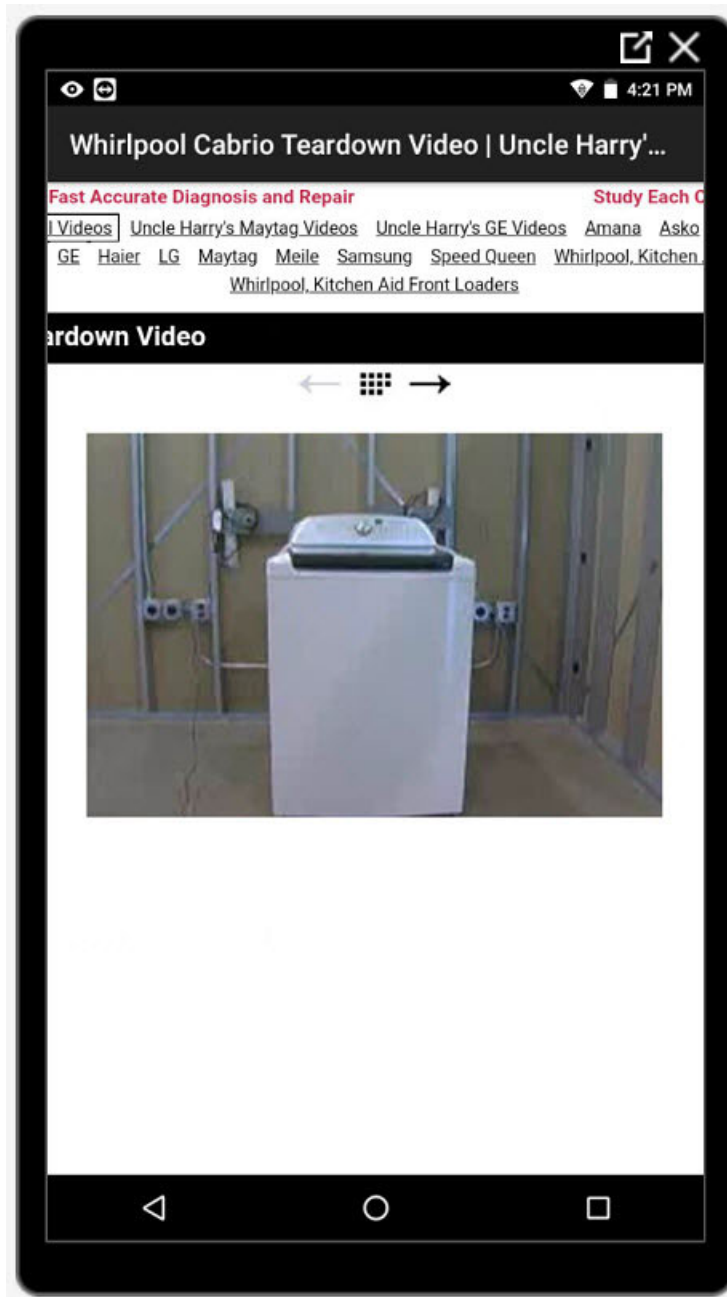 4:21 PM
Whirlpool Cabrio Teardown Video | Uncle Harry'...
Fast Accurate Diagnosis and Repair Study Each C
l Videos Uncle Harry's Maytag Videos Uncle Harry's GE Videos Amana Asko
GE Haier LG Maytag Meile Samsung Speed Queen Whirlpool, Kitchen
Whirlpool, Kitchen Aid Front Loaders
ardown Video